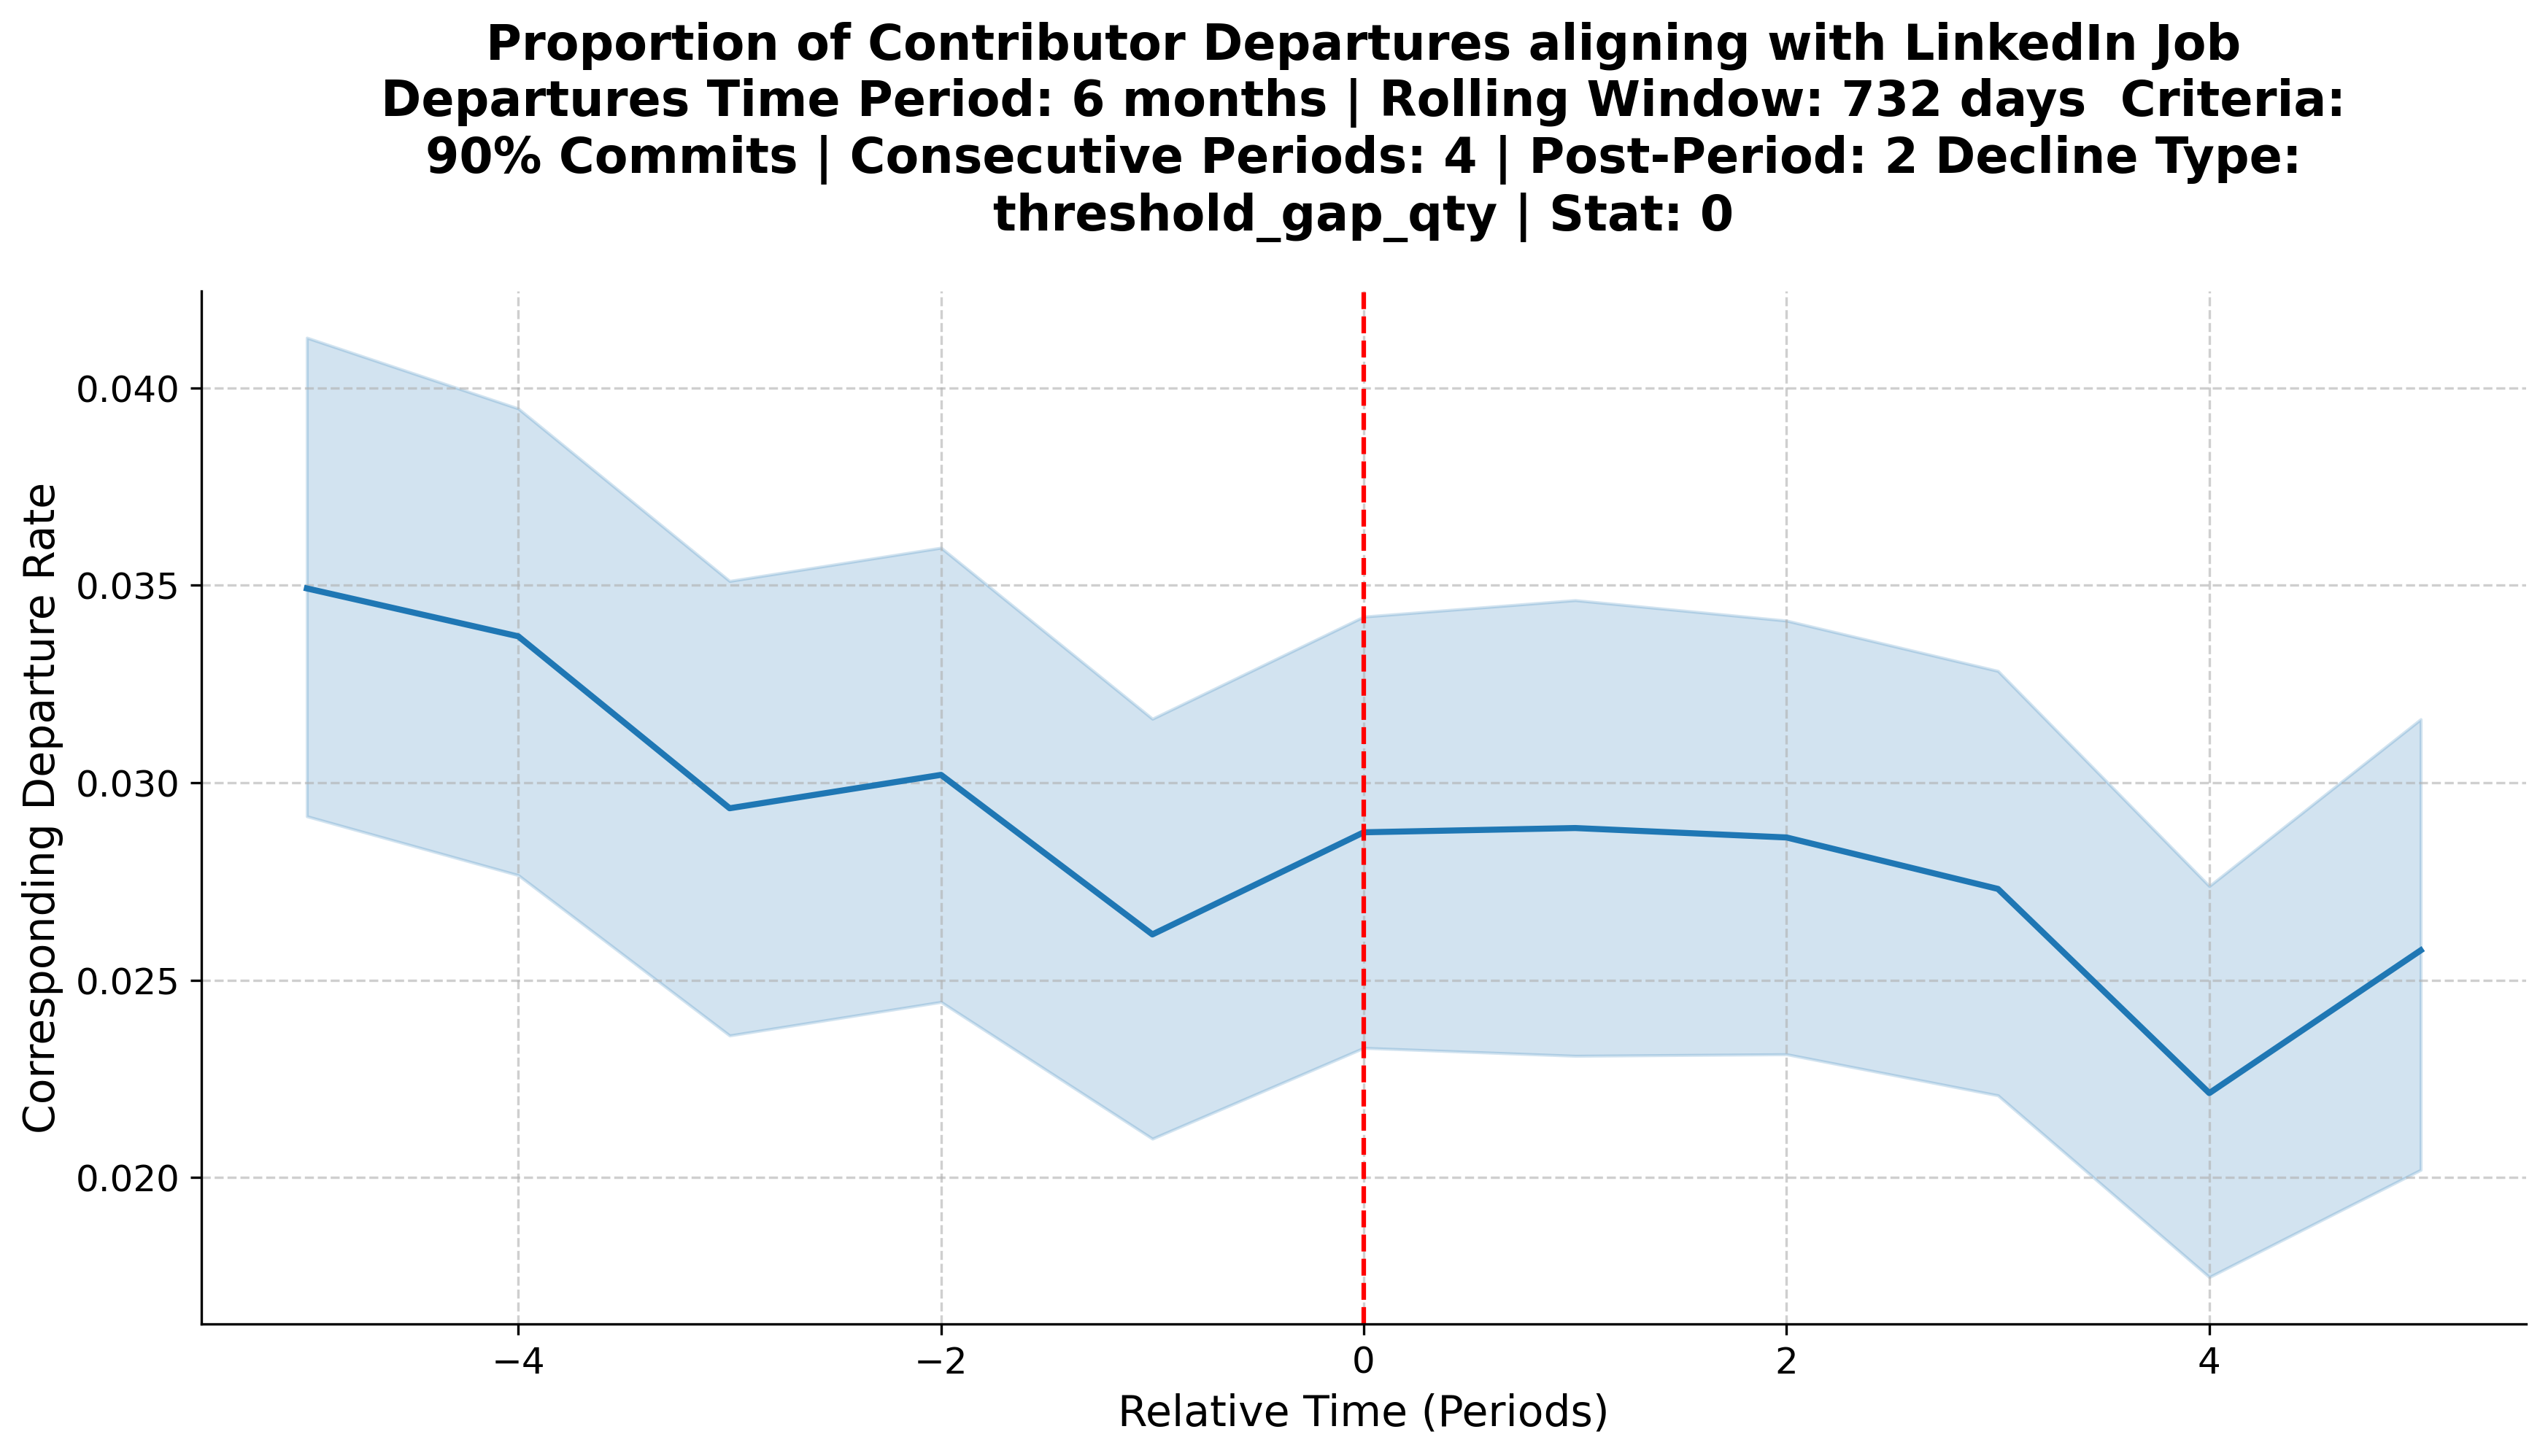 Proportion of Contributor Departures aligning with LinkedIn Job
Departures Time Period: 6 months | Rolling Window: 732 days  Criteria:
90% Commits | Consecutive Periods: 4 | Post-Period: 2 Decline Type:
threshold_gap_qty | Stat: 0
Corresponding Departure Rate
0.040
0.035
0.030
0.025
0.020
−4
−2
0
2
4
Relative Time (Periods)